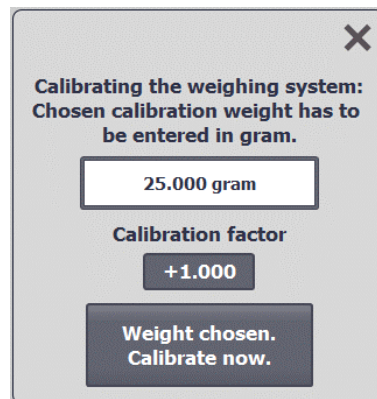 Calibrating the weighing system:
Chosen calibration weight has to
be entered in gram.
25.000 gram
Calibration factor
+1.000
Weight chosen.
Calibrate now.